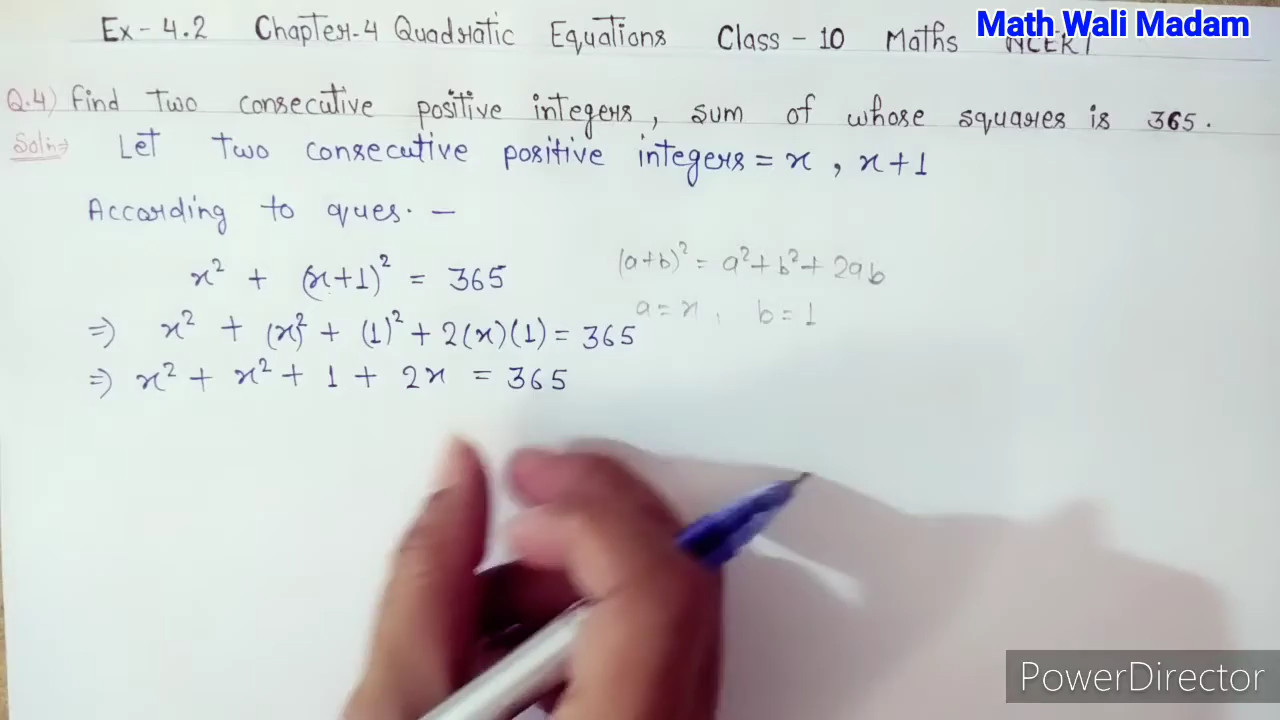 Math Wali Madam
Ex - 4.2 Chapter-4 Quadratic Equations Class - 10 Maths NCERT
Q.4) Find two consecutive positive integers, sum of whose squares is 365.
Soln⇒ Let two consecutive positive integers = x, x+1
According to ques. —
x² + (x+1)² = 365
(a+b)² = a²+b²+2ab
a = x, b = 1
⇒ x² + (x)² + (1)² + 2(x)(1) = 365
⇒ x² + x² + 1 + 2x = 365
PowerDirector